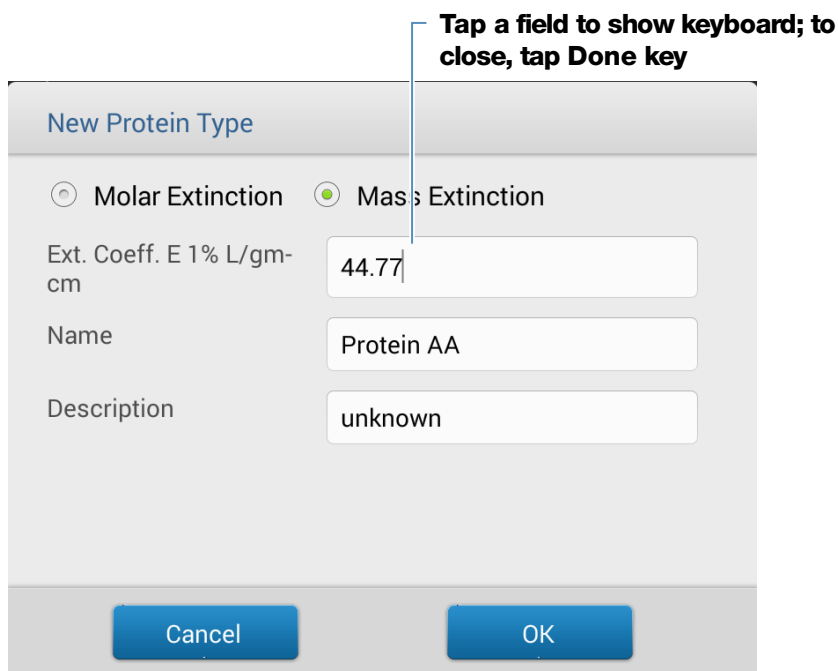 Tap a field to show keyboard; to
close, tap Done key
New Protein Type
Molar Extinction Mass Extinction
Ext. Coeff. E 1% L/gm-
cm
44.77
Name
Protein AA
Description
unknown
Cancel OK